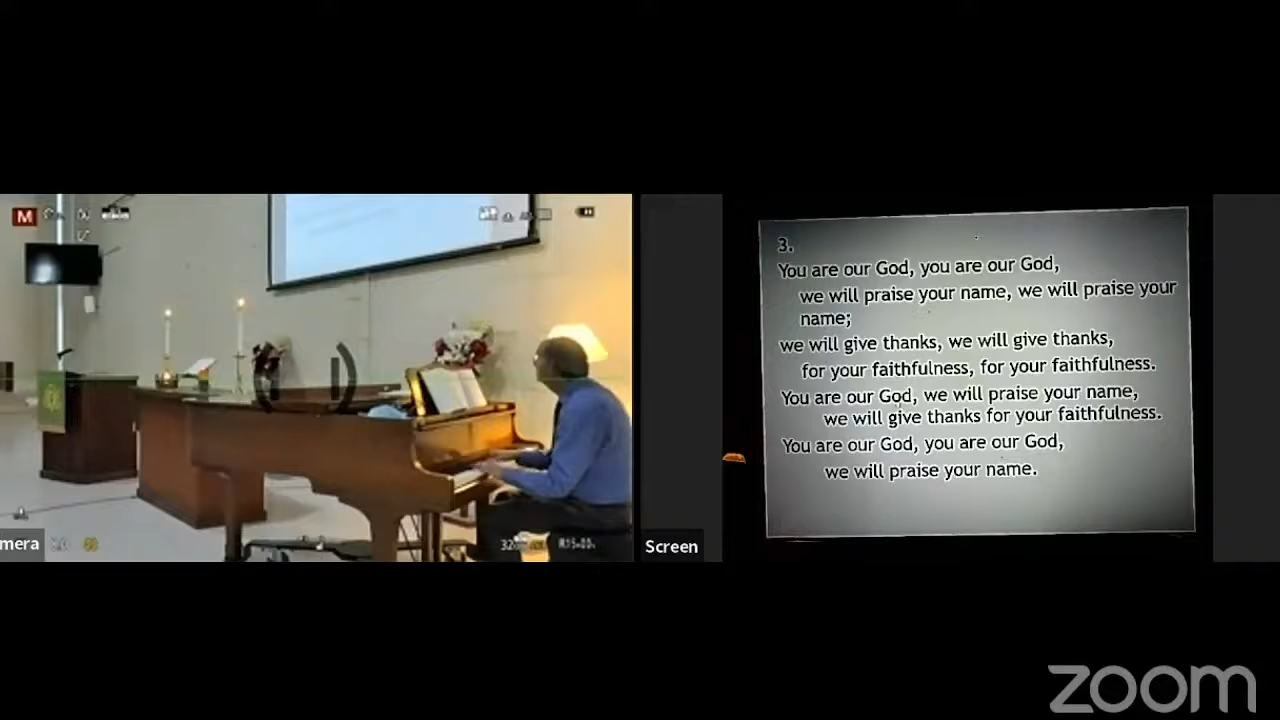 M
mera
Screen
3.
You are our God, you are our God,
we will praise your name, we will praise your
name;
we will give thanks, we will give thanks,
for your faithfulness, for your faithfulness.
You are our God, we will praise your name,
we will give thanks for your faithfulness.
You are our God, you are our God,
we will praise your name.
zoom